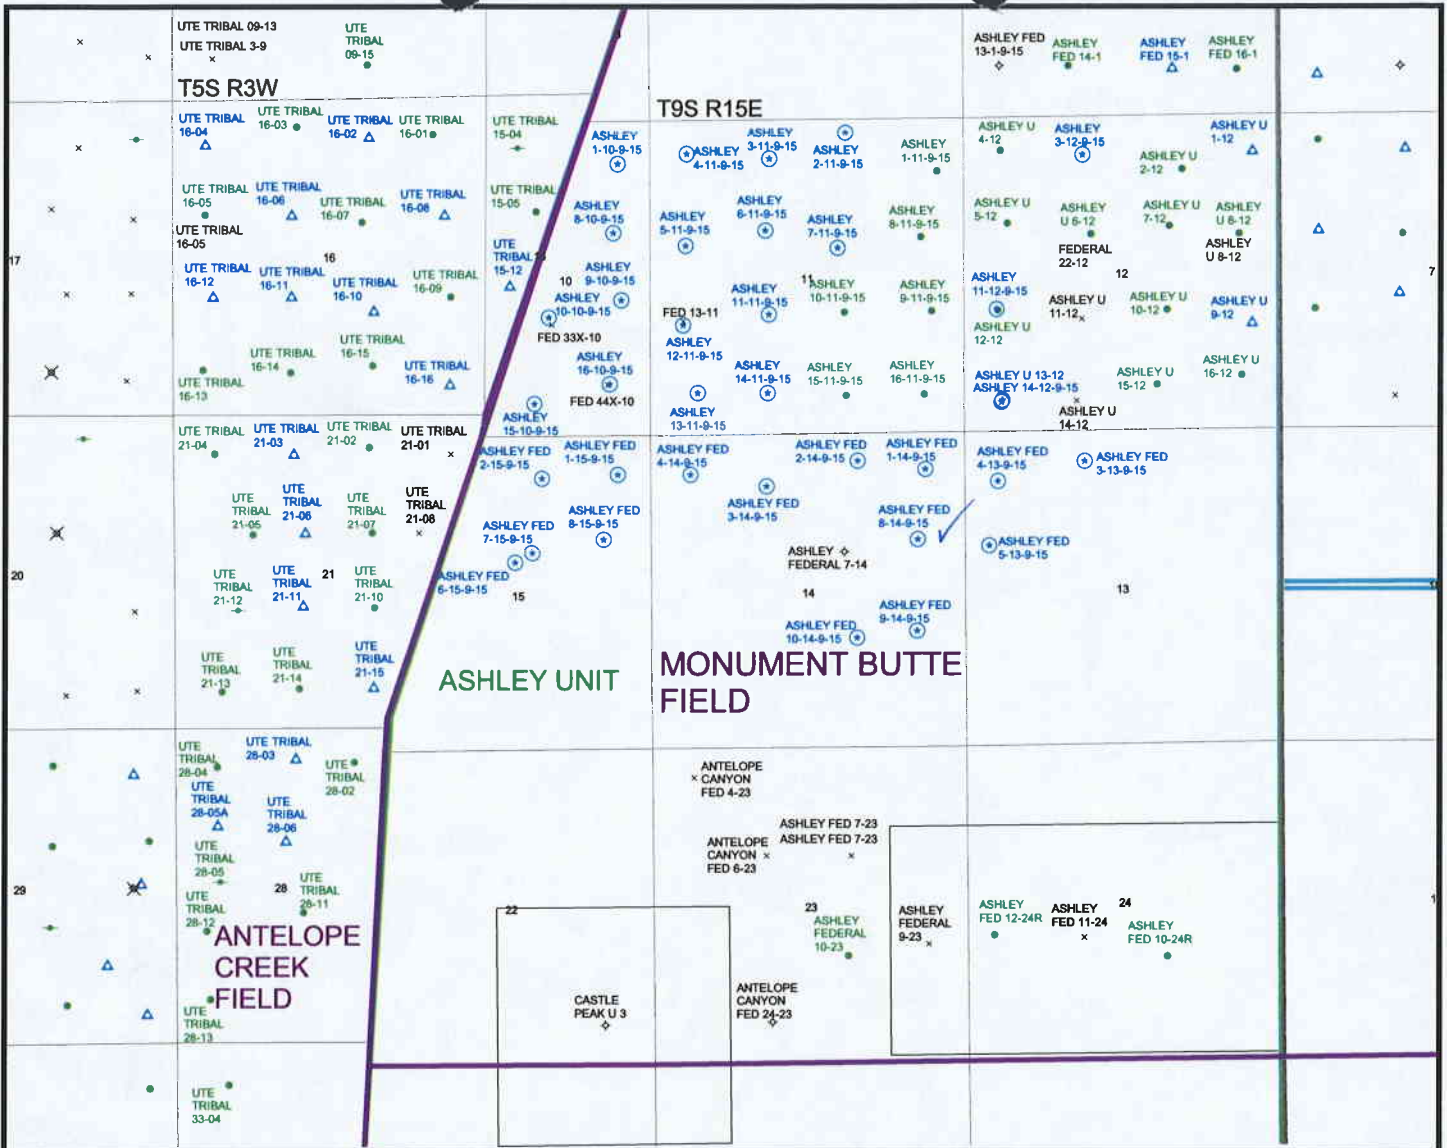 UTE TRIBAL 09-13
UTE TRIBAL 3-9
UTE
TRIBAL
09-15
T5S R3W
T9S R15E
ASHLEY FED
13-1-9-15
ASHLEY
FED 14-1
ASHLEY
FED 15-1
ASHLEY
FED 16-1
UTE TRIBAL
16-04
UTE TRIBAL
16-03
UTE TRIBAL
16-02
UTE TRIBAL
16-01
UTE TRIBAL
15-04
ASHLEY
1-10-9-15
ASHLEY
4-11-9-15
ASHLEY
3-11-9-15
ASHLEY
2-11-9-15
ASHLEY
1-11-9-15
ASHLEY U
4-12
ASHLEY
3-12-9-15
ASHLEY U
2-12
ASHLEY U
1-12
UTE TRIBAL
16-05
UTE TRIBAL
16-06
UTE TRIBAL
16-07
UTE TRIBAL
16-08
UTE TRIBAL
15-05
ASHLEY
8-10-9-15
ASHLEY
5-11-9-15
ASHLEY
6-11-9-15
ASHLEY
7-11-9-15
ASHLEY
8-11-9-15
ASHLEY U
5-12
ASHLEY
U 6-12
ASHLEY U
7-12
ASHLEY
U 8-12
UTE TRIBAL
16-05
FEDERAL
22-12
ASHLEY
U 8-12
17
16
10
11
12
7
UTE TRIBAL
16-12
UTE TRIBAL
16-11
UTE TRIBAL
16-10
UTE TRIBAL
16-09
UTE
TRIBAL
15-12
ASHLEY
9-10-9-15
ASHLEY
10-10-9-15
FED 33X-10
FED 13-11
ASHLEY
12-11-9-15
ASHLEY
11-11-9-15
ASHLEY
10-11-9-15
ASHLEY
9-11-9-15
ASHLEY
11-12-9-15
ASHLEY U
12-12
ASHLEY U
11-12
ASHLEY U
10-12
ASHLEY U
9-12
UTE TRIBAL
16-13
UTE TRIBAL
16-14
UTE TRIBAL
16-15
UTE TRIBAL
16-16
ASHLEY
16-10-9-15
FED 44X-10
ASHLEY
15-10-9-15
ASHLEY
13-11-9-15
ASHLEY
14-11-9-15
ASHLEY
15-11-9-15
ASHLEY
16-11-9-15
ASHLEY U 13-12
ASHLEY 14-12-9-15
ASHLEY U
14-12
ASHLEY U
15-12
ASHLEY U
16-12
UTE TRIBAL
21-04
UTE TRIBAL
21-03
UTE TRIBAL
21-02
UTE TRIBAL
21-01
ASHLEY FED
2-15-9-15
ASHLEY FED
1-15-9-15
ASHLEY FED
4-14-9-15
ASHLEY FED
3-14-9-15
ASHLEY FED
2-14-9-15
ASHLEY FED
1-14-9-15
ASHLEY FED
4-13-9-15
ASHLEY FED
3-13-9-15
UTE
TRIBAL
21-05
UTE
TRIBAL
21-06
UTE
TRIBAL
21-07
UTE
TRIBAL
21-08
ASHLEY FED
7-15-9-15
ASHLEY FED
8-15-9-15
ASHLEY FED
8-14-9-15
ASHLEY FED
5-13-9-15
ASHLEY
FEDERAL 7-14
ASHLEY FED
6-15-9-15
20
21
15
14
13
UTE
TRIBAL
21-12
UTE
TRIBAL
21-11
UTE
TRIBAL
21-10
ASHLEY FED
10-14-9-15
ASHLEY FED
9-14-9-15
UTE
TRIBAL
21-13
UTE
TRIBAL
21-14
UTE
TRIBAL
21-15
ASHLEY UNIT
MONUMENT BUTTE
FIELD
UTE
TRIBAL
28-04
UTE TRIBAL
28-03
UTE
TRIBAL
28-02
ANTELOPE
CANYON
FED 4-23
UTE
TRIBAL
28-05A
UTE
TRIBAL
28-06
ASHLEY FED 7-23
ASHLEY FED 7-23
ANTELOPE
CANYON
FED 6-23
UTE
TRIBAL
28-05
29
28
22
23
24
1
UTE
TRIBAL
28-12
UTE
TRIBAL
28-11
ASHLEY
FEDERAL
10-23
ASHLEY
FEDERAL
9-23
ASHLEY
FED 12-24R
ASHLEY
FED 11-24
ASHLEY
FED 10-24R
ANTELOPE
CREEK
FIELD
UTE
TRIBAL
28-13
CASTLE
PEAK U 3
ANTELOPE
CANYON
FED 24-23
UTE
TRIBAL
33-04